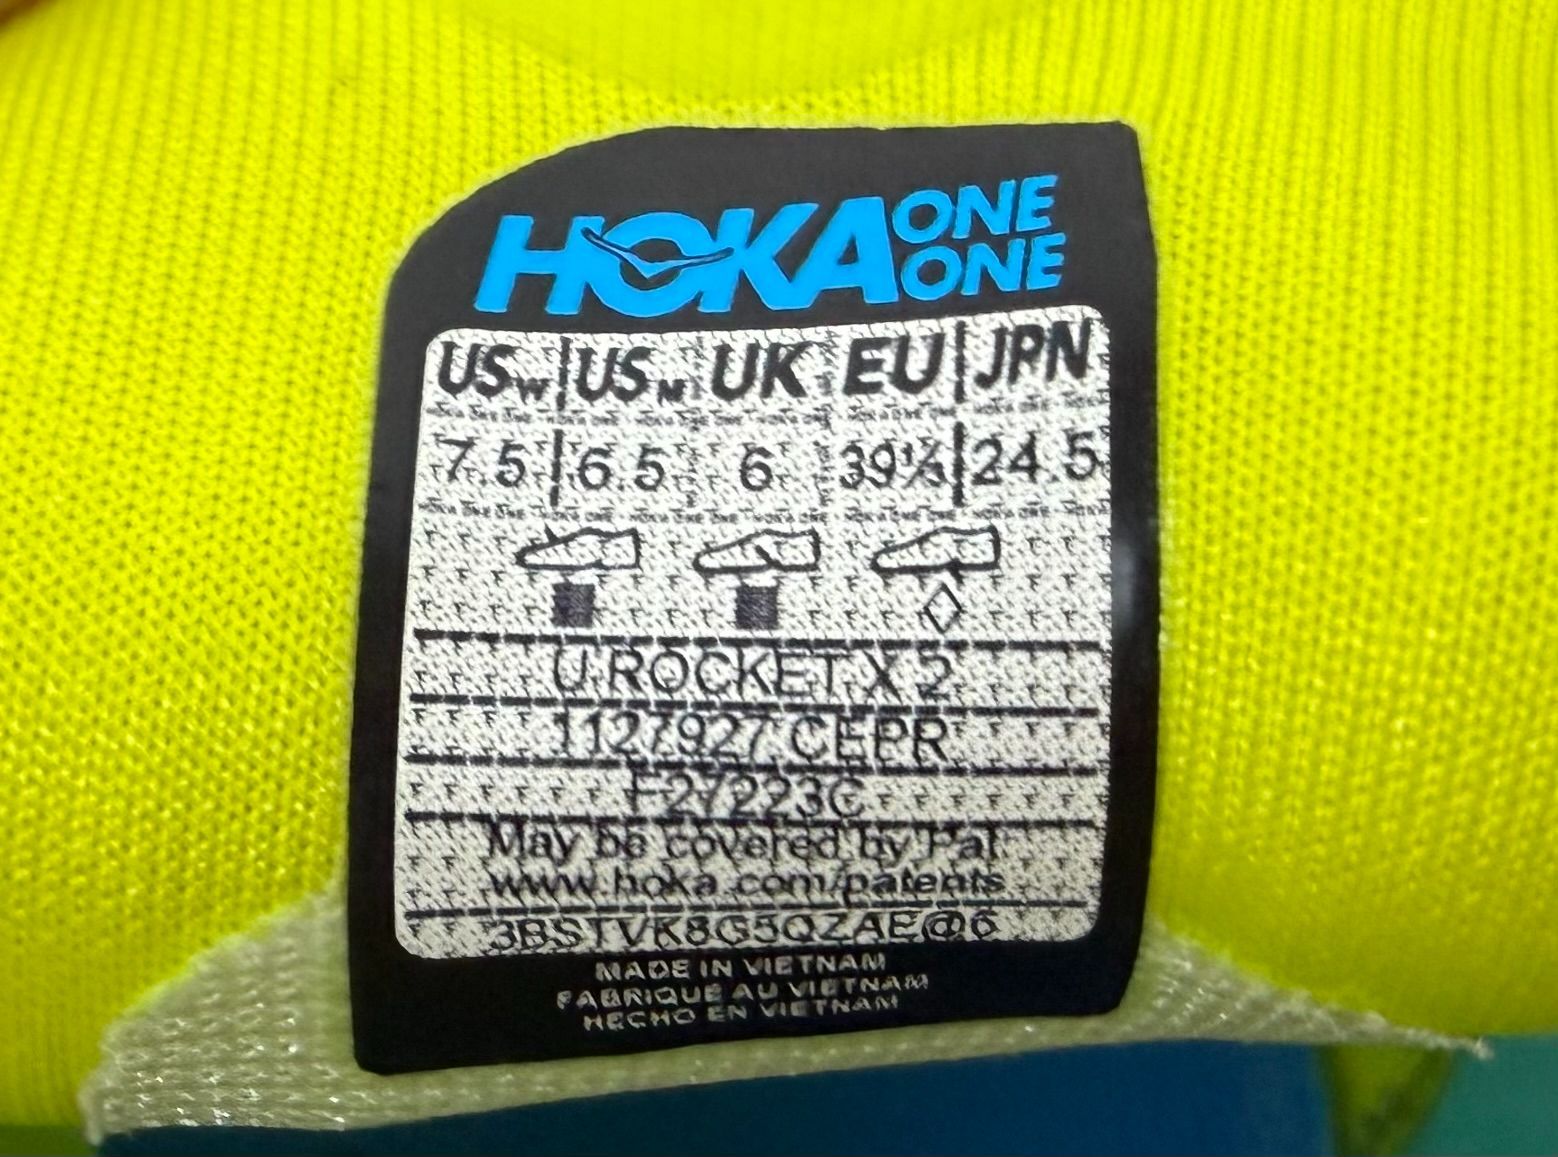 HOKA ONE ONE
USW | USM UK EU | JPN
7.5 | 6.5 6 39⅓ | 24.5
U ROCKET X 2
1127927 CEPR
F27223C
May be covered by Pat.
www.hoka.com/patents
3BSTVK8G5QZAE@6
MADE IN VIETNAM
FABRIQUÉ AU VIETNAM
HECHO EN VIETNAM